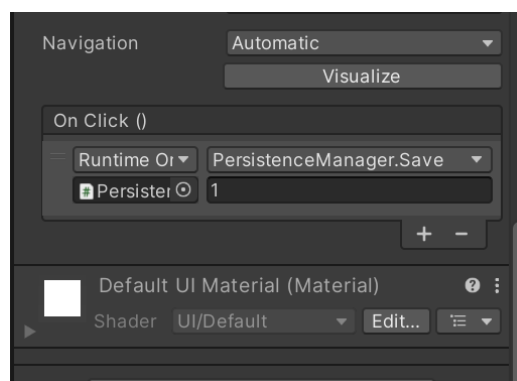 Navigation Automatic
Visualize
On Click ()
Runtime Or PersistenceManager.Save
Persister 1
+ −
Default UI Material (Material)
Shader UI/Default Edit...